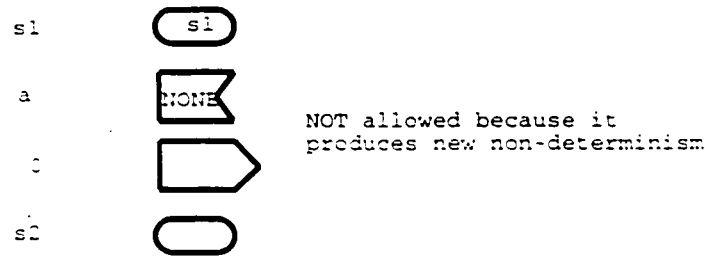 s1 s1
a NONE
NOT allowed because it
produces new non-determinism
s2